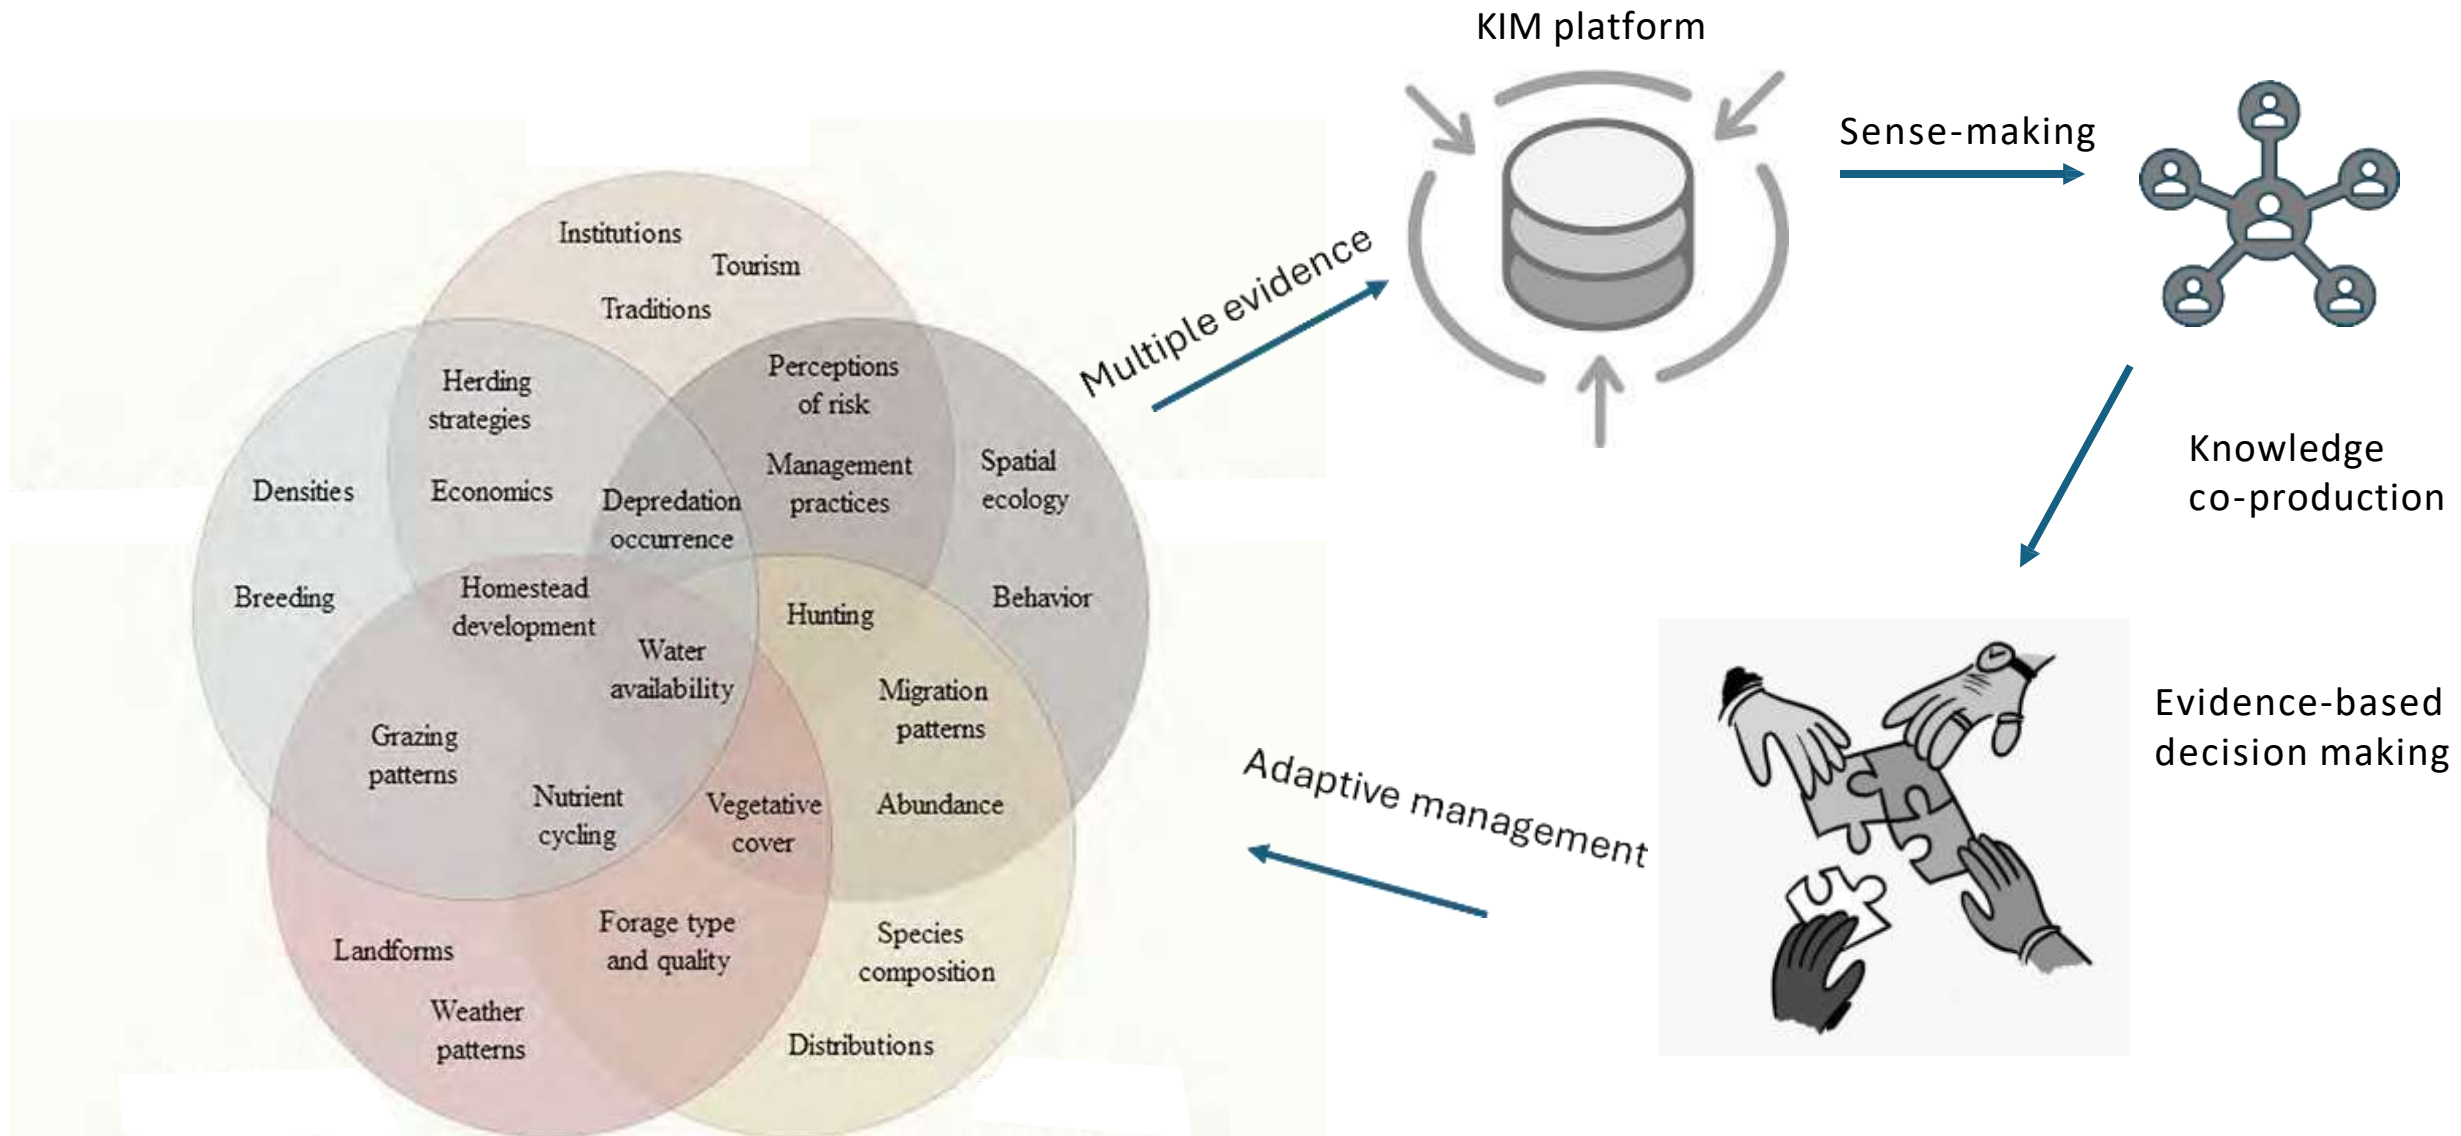 KIM platform
Sense-making
Multiple evidence
Knowledge
co-production
Evidence-based
decision making
Adaptive management
Institutions
Tourism
Traditions
Herding
strategies
Economics
Perceptions
of risk
Management
practices
Depredation
occurrence
Densities
Breeding
Spatial
ecology
Behavior
Homestead
development
Water
availability
Hunting
Migration
patterns
Abundance
Grazing
patterns
Nutrient
cycling
Vegetative
cover
Landforms
Weather
patterns
Forage type
and quality
Species
composition
Distributions